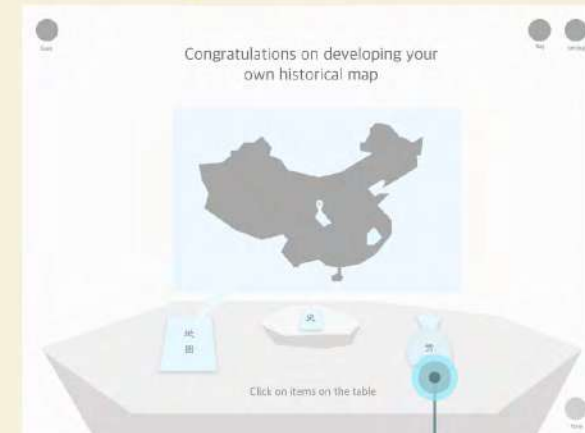 Congratulations on developing your
own historical map
地
图
Click on items on the table